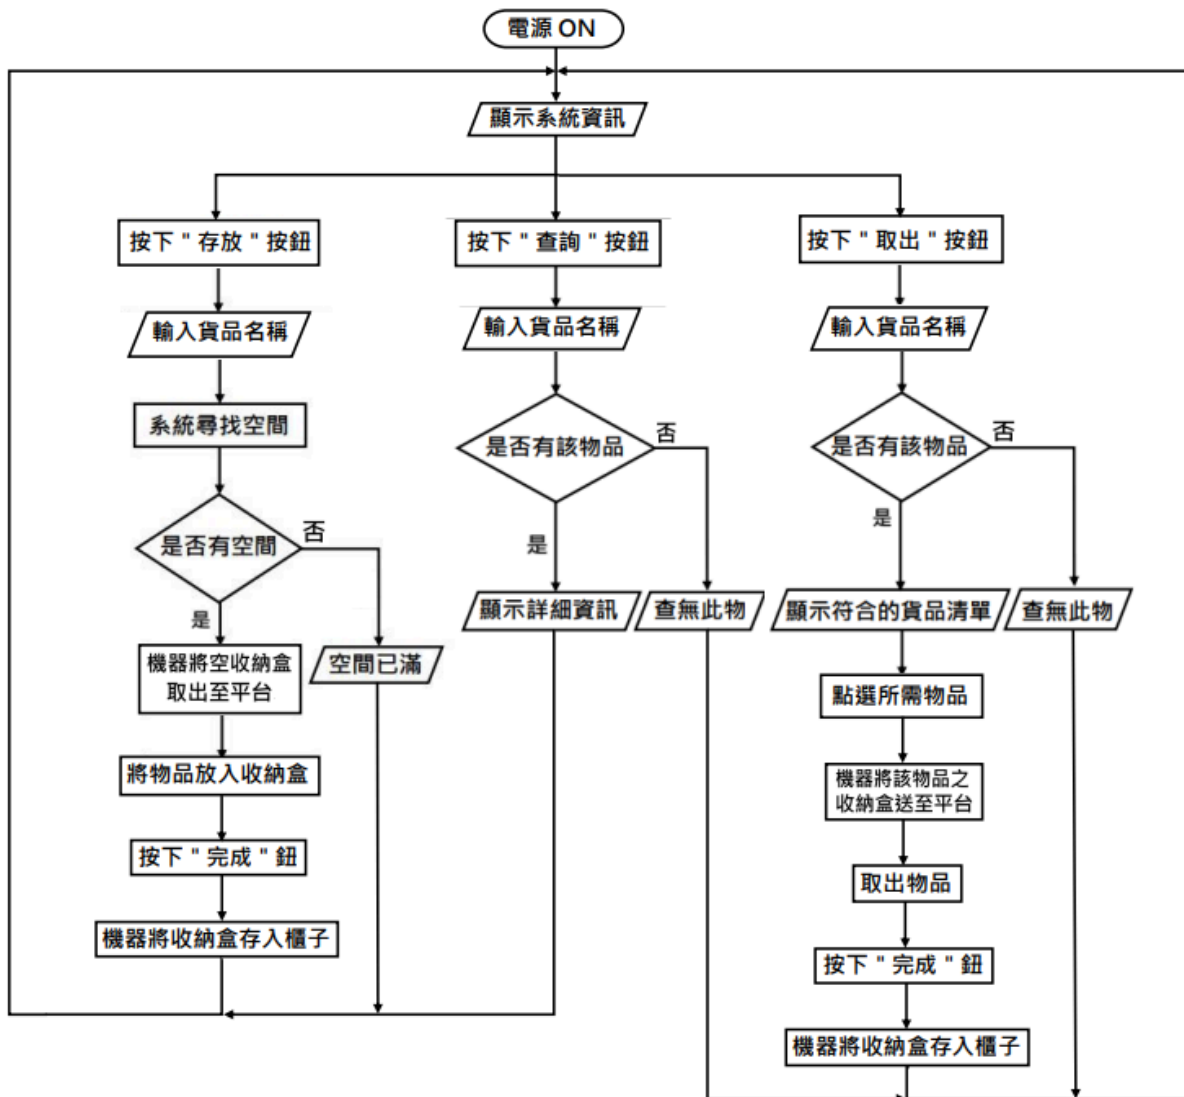 電源 ON
顯示系統資訊
按下 " 存放 " 按鈕
輸入貨品名稱
系統尋找空間
是否有空間
否
是
機器將空收納盒
取出至平台
空間已滿
將物品放入收納盒
按下 " 完成 " 鈕
機器將收納盒存入櫃子
按下 " 查詢 " 按鈕
輸入貨品名稱
是否有該物品
否
是
顯示詳細資訊
查無此物
按下 " 取出 " 按鈕
輸入貨品名稱
是否有該物品
否
是
顯示符合的貨品清單
查無此物
點選所需物品
機器將該物品之
收納盒送至平台
取出物品
按下 " 完成 " 鈕
機器將收納盒存入櫃子